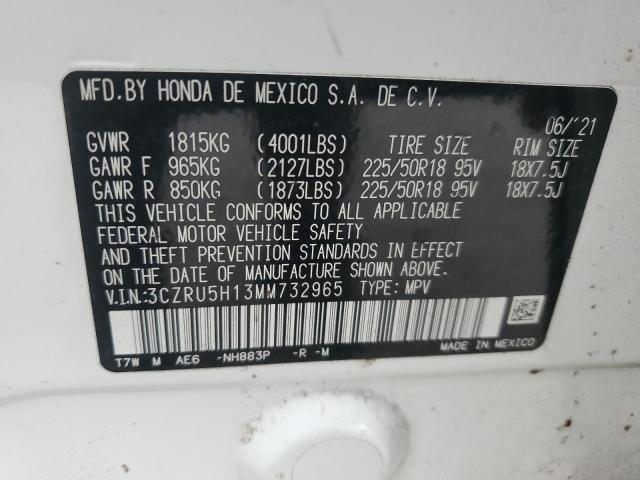 MFD.BY HONDA DE MEXICO S.A. DE C.V.
06/'21
GVWR 1815KG (4001LBS) TIRE SIZE RIM SIZE
GAWR F 965KG (2127LBS) 225/50R18 95V 18X7.5J
GAWR R 850KG (1873LBS) 225/50R18 95V 18X7.5J
THIS VEHICLE CONFORMS TO ALL APPLICABLE
FEDERAL MOTOR VEHICLE SAFETY
AND THEFT PREVENTION STANDARDS IN EFFECT
ON THE DATE OF MANUFACTURE SHOWN ABOVE.
V.I.N.:3CZRU5H13MM732965 TYPE: MPV
T7W M AE6 -NH883P -R -M MADE IN MEXICO